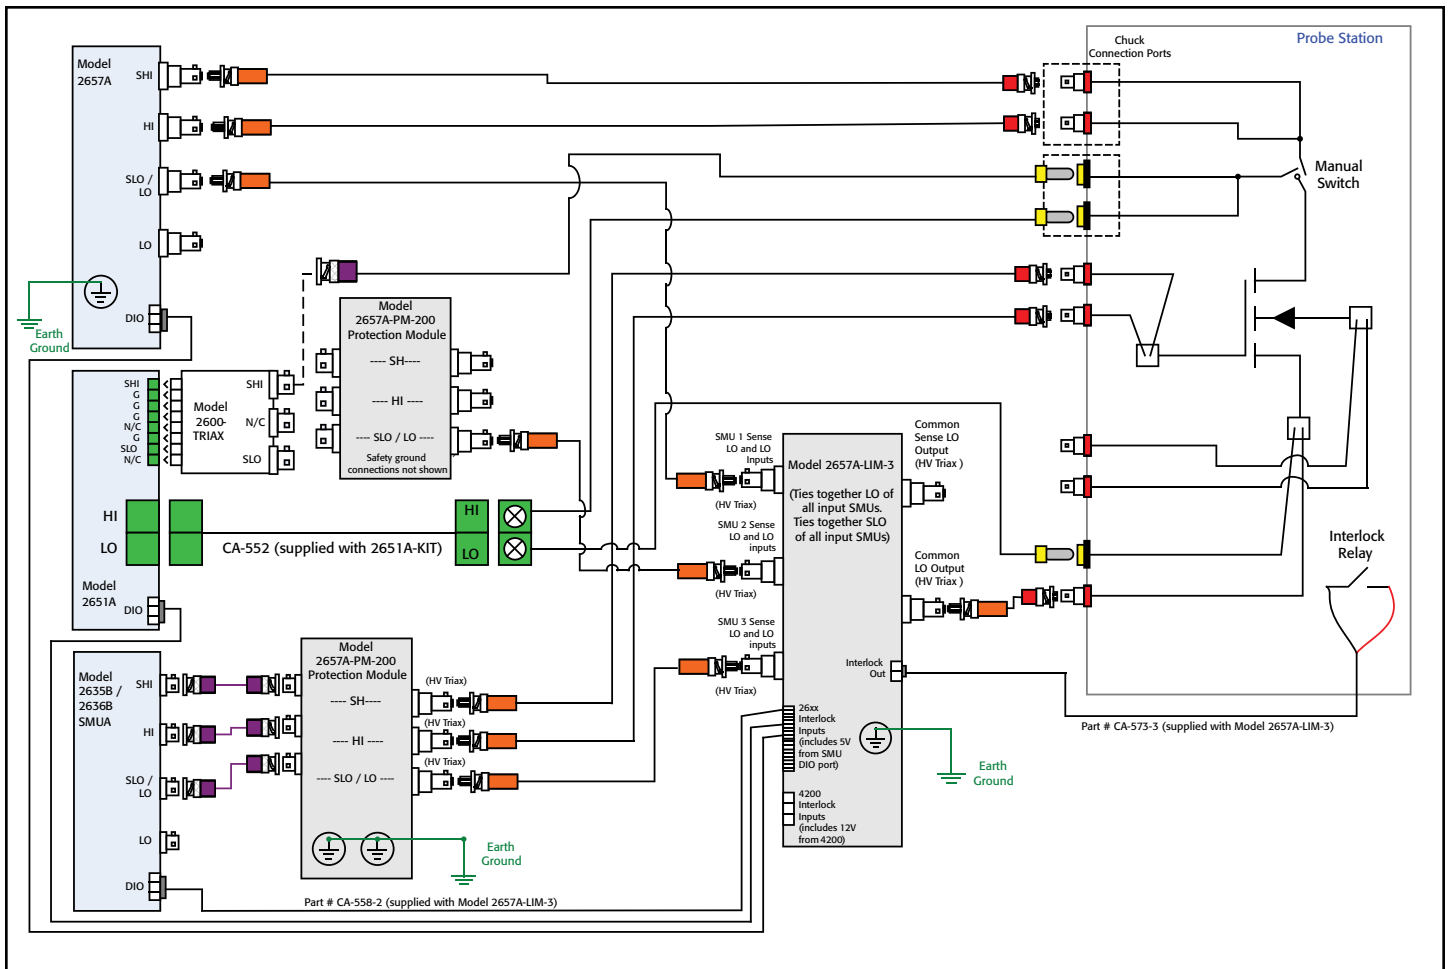 Model
2657A
SHI
HI
SLO /
LO
LO
DIO
Earth
Ground
Chuck
Connection Ports
Probe Station
Manual
Switch
Model
2657A-PM-200
Protection Module
---- SH----
---- HI ----
---- SLO / LO ----
Safety ground
connections not shown
SHI
G
G
G
N/C
G
SLO
N/C
Model
2600-
TRIAX
SHI
N/C
SLO
HI
LO
CA-552 (supplied with 2651A-KIT)
HI
LO
Model
2651A
DIO
SMU 1 Sense
LO and LO
Inputs
(HV Triax)
SMU 2 Sense
LO and LO
inputs
(HV Triax)
SMU 3 Sense
LO and LO
inputs
(HV Triax)
Model 2657A-LIM-3
(Ties together LO of
all input SMUs.
Ties together SLO
of all input SMUs)
Common
Sense LO
Output
(HV Triax )
Common
LO Output
(HV Triax )
Interlock
Out
26xx
Interlock
Inputs
(includes 5V
from SMU
DIO port)
4200
Interlock
Inputs
(includes 12V
from 4200)
Earth
Ground
Interlock
Relay
Part # CA-573-3 (supplied with Model 2657A-LIM-3)
Model
2635B /
2636B
SMUA
SHI
HI
SLO /
LO
LO
DIO
Model
2657A-PM-200
Protection Module
---- SH----
---- HI ----
---- SLO / LO ----
(HV Triax)
(HV Triax)
(HV Triax)
Earth
Ground
Part # CA-558-2 (supplied with Model 2657A-LIM-3)